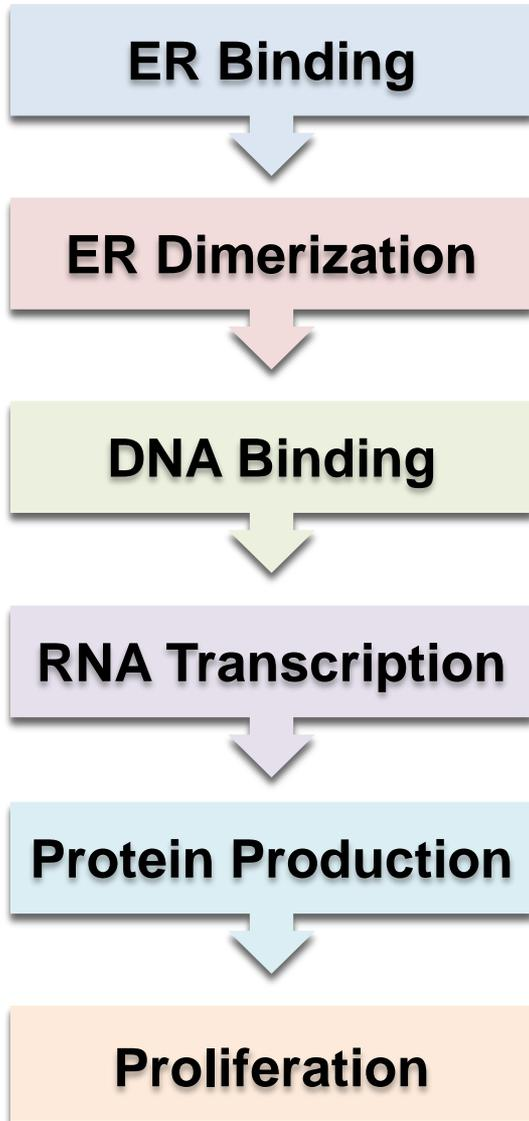 ER Binding
ER Dimerization
DNA Binding
RNA Transcription
Protein Production
Proliferation